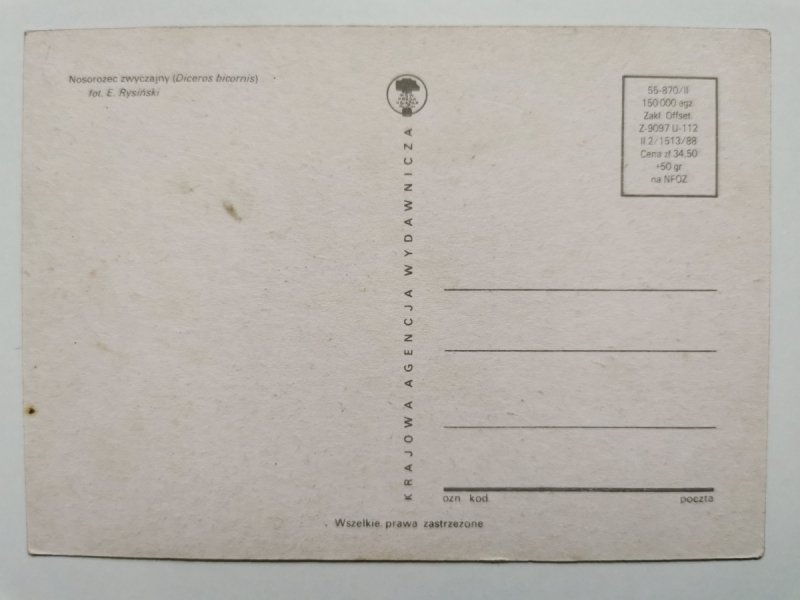 Nosorożec zwyczajny (Diceros bicornis)
fot. E. Rysiński
KRAJOWA AGENCJA WYDAWNICZA
55-870/II
150 000 egz.
Zakł. Offset.
Z-9097 U-112
II.2/1513/88
Cena zł 34,50
+50 gr
na NFOZ
ozn. kod. poczta
Wszelkie prawa zastrzeżone